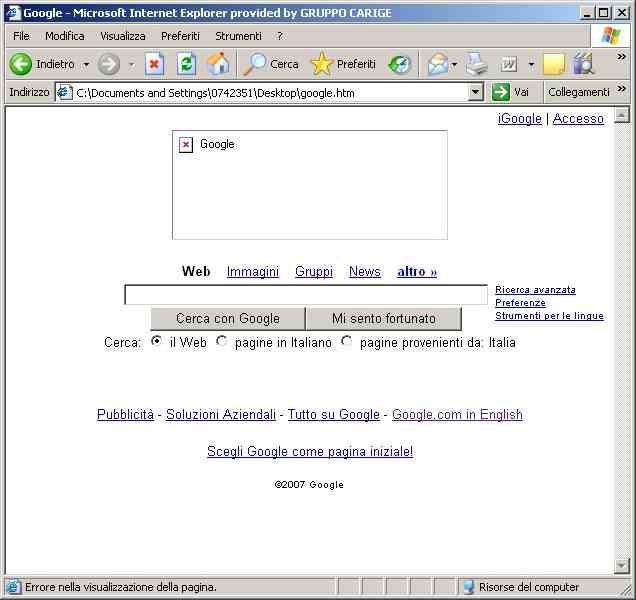 Google - Microsoft Internet Explorer provided by GRUPPO CARIGE
File Modifica Visualizza Preferiti Strumenti ?
Indietro Cerca Preferiti »
Indirizzo C:\Documents and Settings\0742351\Desktop\google.htm Vai Collegamenti »
iGoogle | Accesso
Google
Web Immagini Gruppi News altro »
Ricerca avanzata
Preferenze
Strumenti per le lingue
Cerca con Google Mi sento fortunato
Cerca: il Web pagine in Italiano pagine provenienti da: Italia
Pubblicità - Soluzioni Aziendali - Tutto su Google - Google.com in English
Scegli Google come pagina iniziale!
©2007 Google
Errore nella visualizzazione della pagina. Risorse del computer